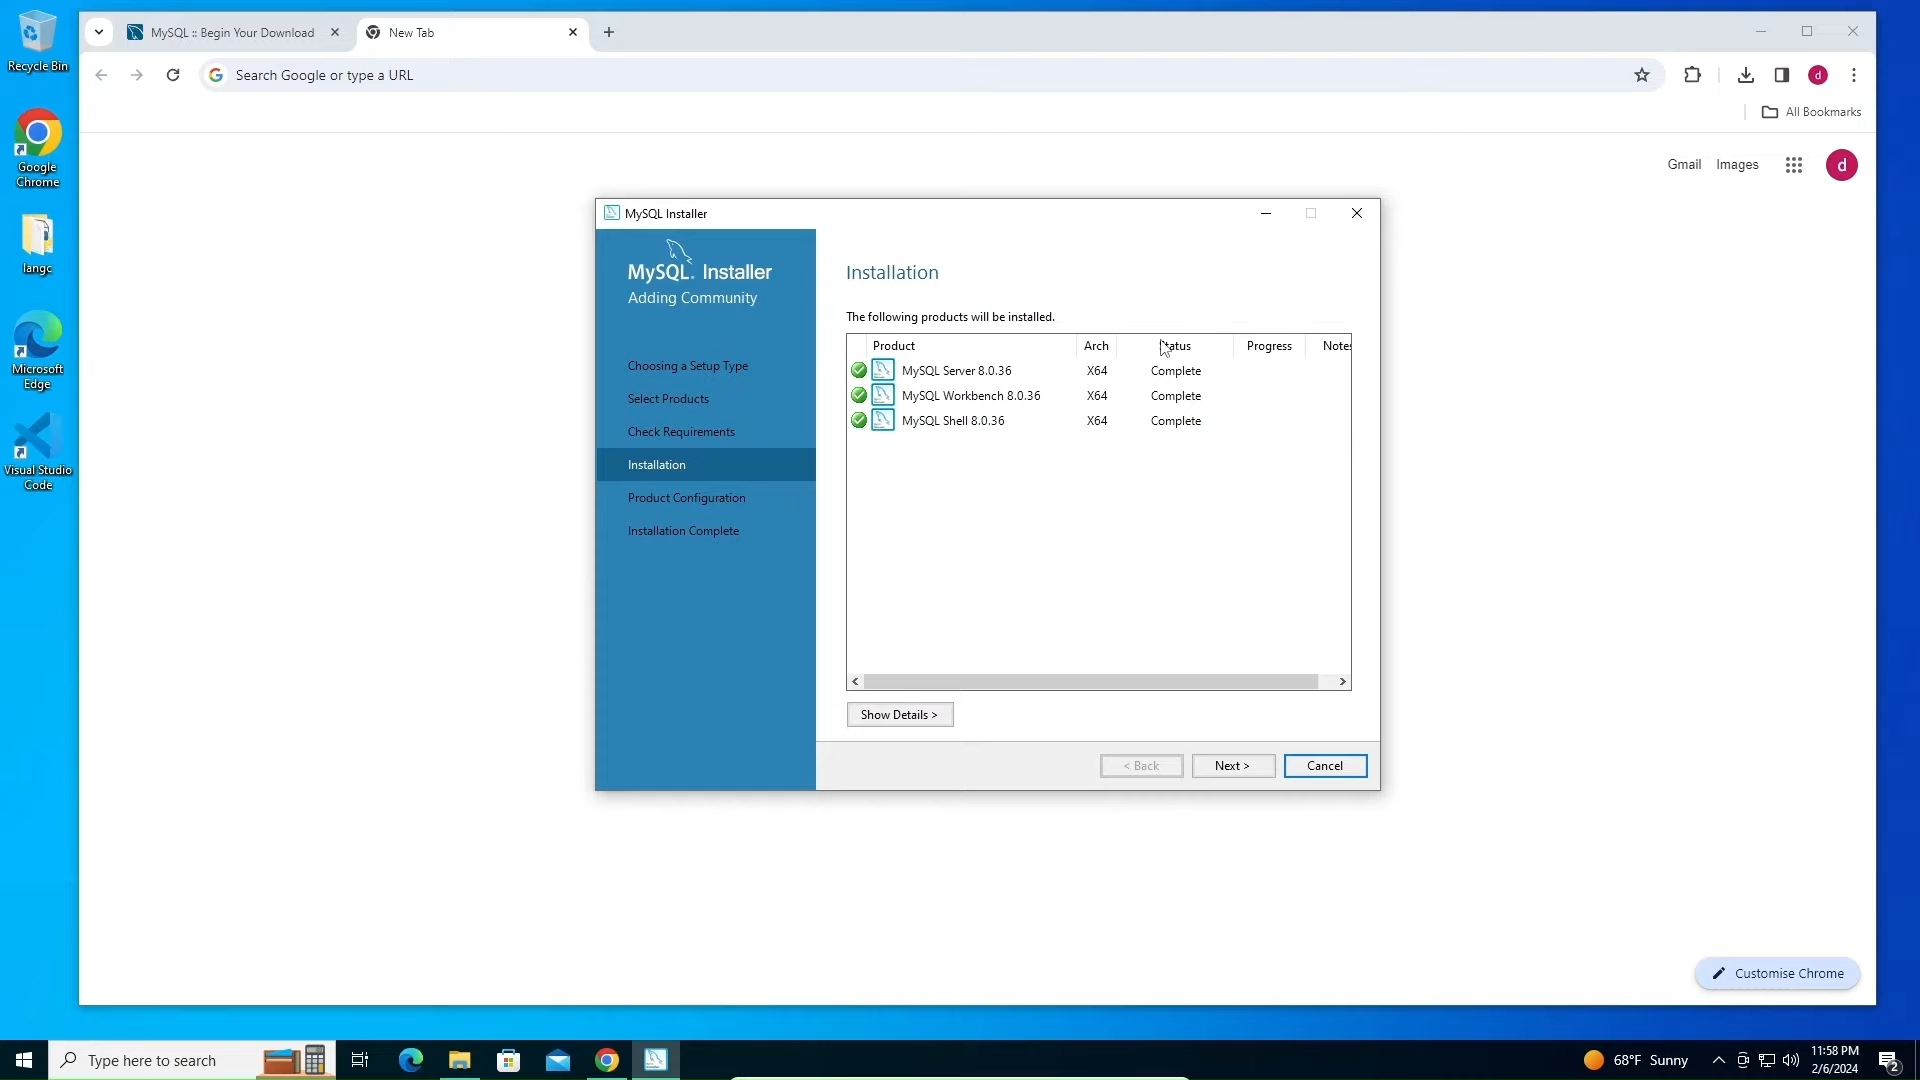 Recycle Bin
Google
Chrome
langc
Microsoft
Edge
Visual Studio
Code
MySQL :: Begin Your Download
New Tab
Search Google or type a URL
d
All Bookmarks
Gmail
Images
d
MySQL Installer
MySQL. Installer
Adding Community
Choosing a Setup Type
Select Products
Check Requirements
Installation
Product Configuration
Installation Complete
Installation
The following products will be installed.
Product Arch Status Progress Notes
MySQL Server 8.0.36 X64 Complete
MySQL Workbench 8.0.36 X64 Complete
MySQL Shell 8.0.36 X64 Complete
Show Details >
< Back
Next >
Cancel
Customise Chrome
Type here to search
68°F Sunny
11:58 PM
2/6/2024
2